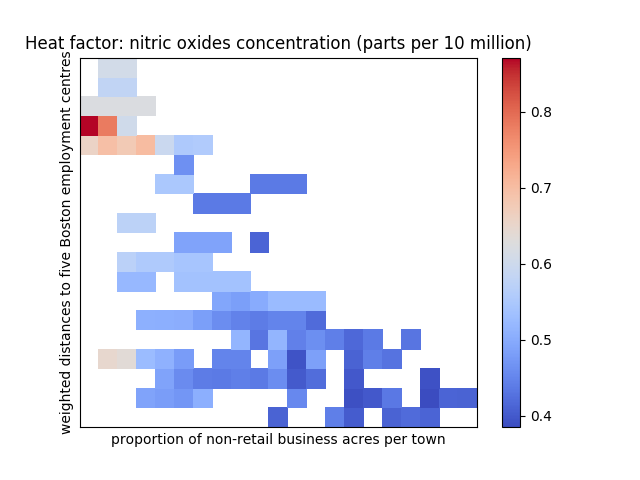 Heat factor: nitric oxides concentration (parts per 10 million)
weighted distances to five Boston employment centres
proportion of non-retail business acres per town
0.8
0.7
0.6
0.5
0.4